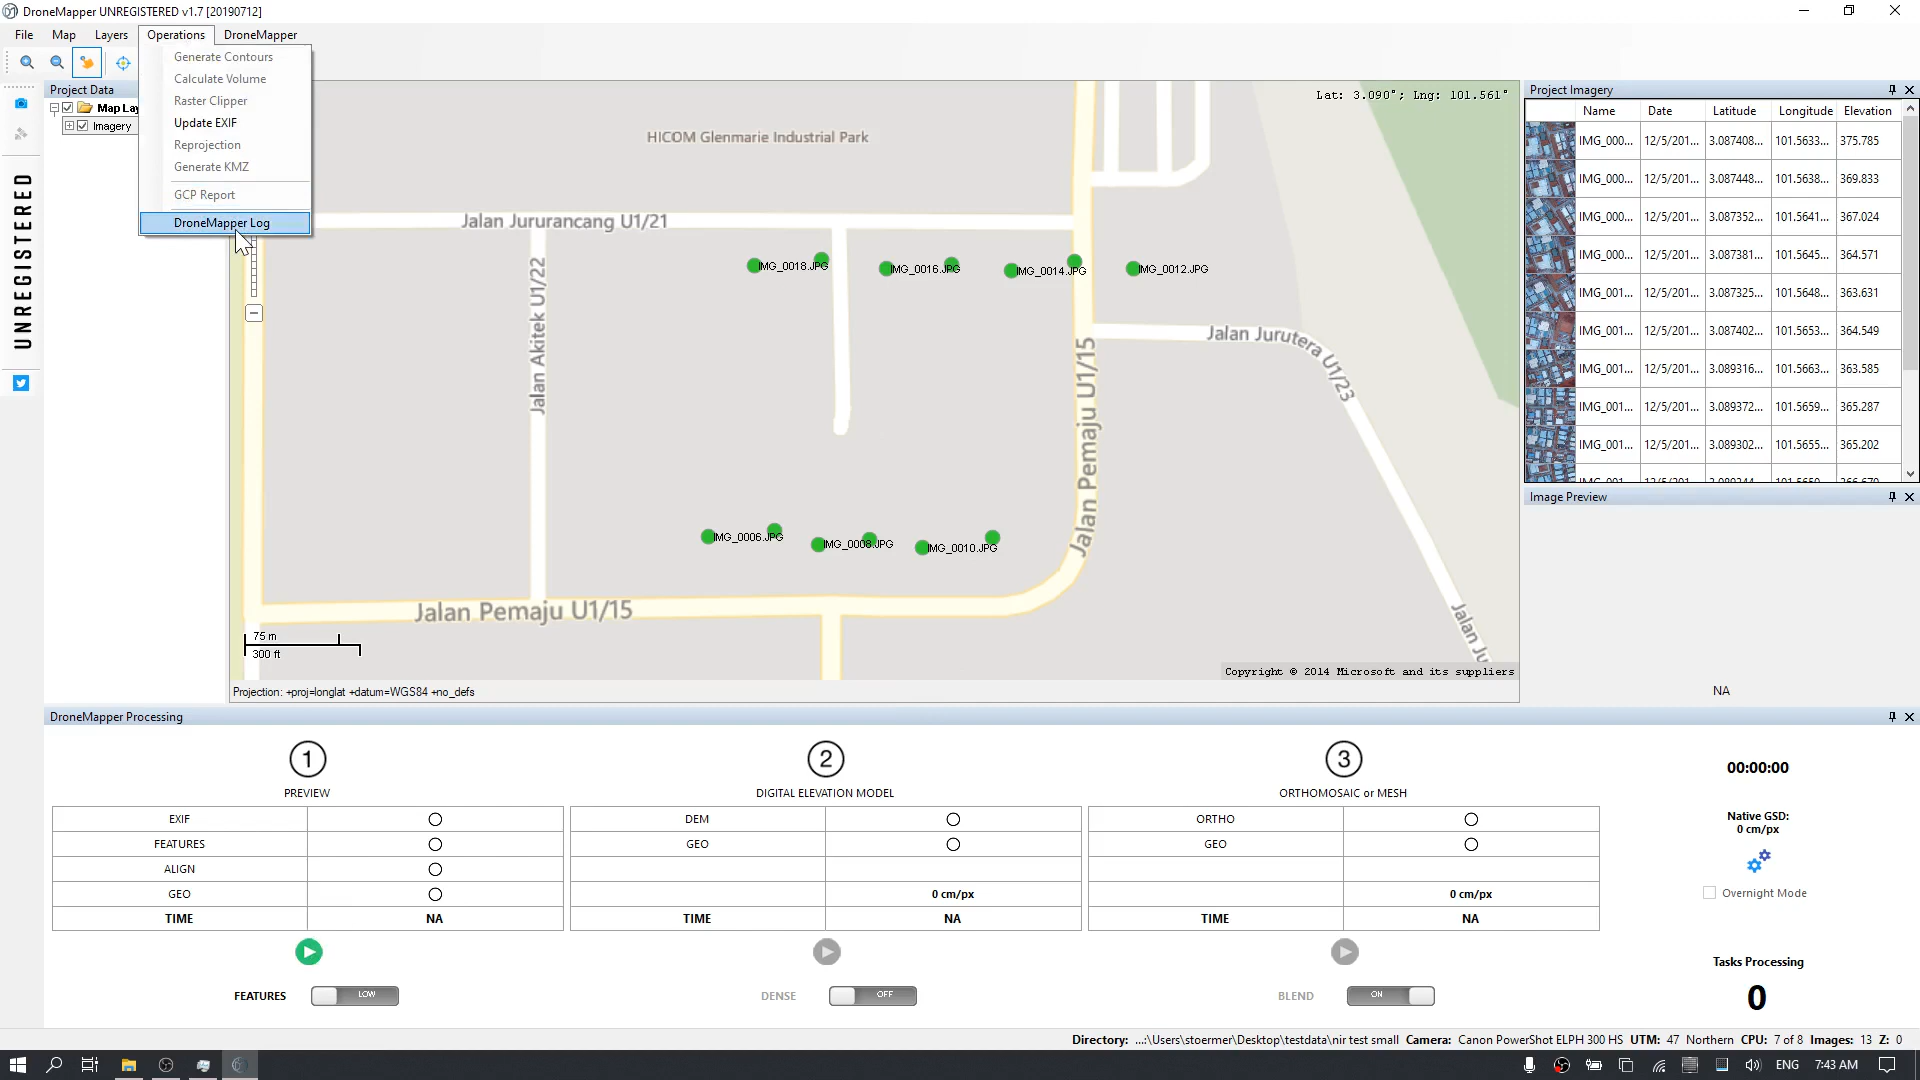 DroneMapper UNREGISTERED v1.7 [20190712]
File Map Layers Operations DroneMapper
Generate Contours
Calculate Volume
Raster Clipper
Update EXIF
Reprojection
Generate KMZ
GCP Report
DroneMapper Log
Project Data
Map Lay
Imagery
UNREGISTERED
Lat: 3.090°; Lng: 101.561°
HICOM Glenmarie Industrial Park
Jalan Jururancang U1/21
Jalan Akitek U1/22
IMG_0018.JPG IMG_0016.JPG IMG_0014.JPG IMG_0012.JPG
Jalan Jurutera U1/23
Jalan Pemaju U1/15
IMG_0006.JPG IMG_0008.JPG IMG_0010.JPG
Jalan Pemaju U1/15
Jalan Ju
75 m
300 ft
Copyright © 2014 Microsoft and its suppliers
Projection: +proj=longlat +datum=WGS84 +no_defs
Project Imagery
Name Date Latitude Longitude Elevation
IMG_000... 12/5/201... 3.087408... 101.5633... 375.785
IMG_000... 12/5/201... 3.087448... 101.5638... 369.833
IMG_000... 12/5/201... 3.087352... 101.5641... 367.024
IMG_000... 12/5/201... 3.087381... 101.5645... 364.571
IMG_001... 12/5/201... 3.087325... 101.5648... 363.631
IMG_001... 12/5/201... 3.087402... 101.5653... 364.549
IMG_001... 12/5/201... 3.089316... 101.5663... 363.585
IMG_001... 12/5/201... 3.089372... 101.5659... 365.287
IMG_001... 12/5/201... 3.089302... 101.5655... 365.202
Image Preview
NA
DroneMapper Processing
1
PREVIEW
EXIF
FEATURES
ALIGN
GEO
TIME NA
FEATURES LOW
2
DIGITAL ELEVATION MODEL
DEM
GEO
0 cm/px
TIME NA
DENSE OFF
3
ORTHOMOSAIC or MESH
ORTHO
GEO
0 cm/px
TIME NA
BLEND ON
00:00:00
Native GSD:
0 cm/px
Overnight Mode
Tasks Processing
0
Directory: ...:\Users\stoermer\Desktop\testdata\nir test small Camera: Canon PowerShot ELPH 300 HS UTM: 47 Northern CPU: 7 of 8 Images: 13 Z: 0
ENG 7:43 AM